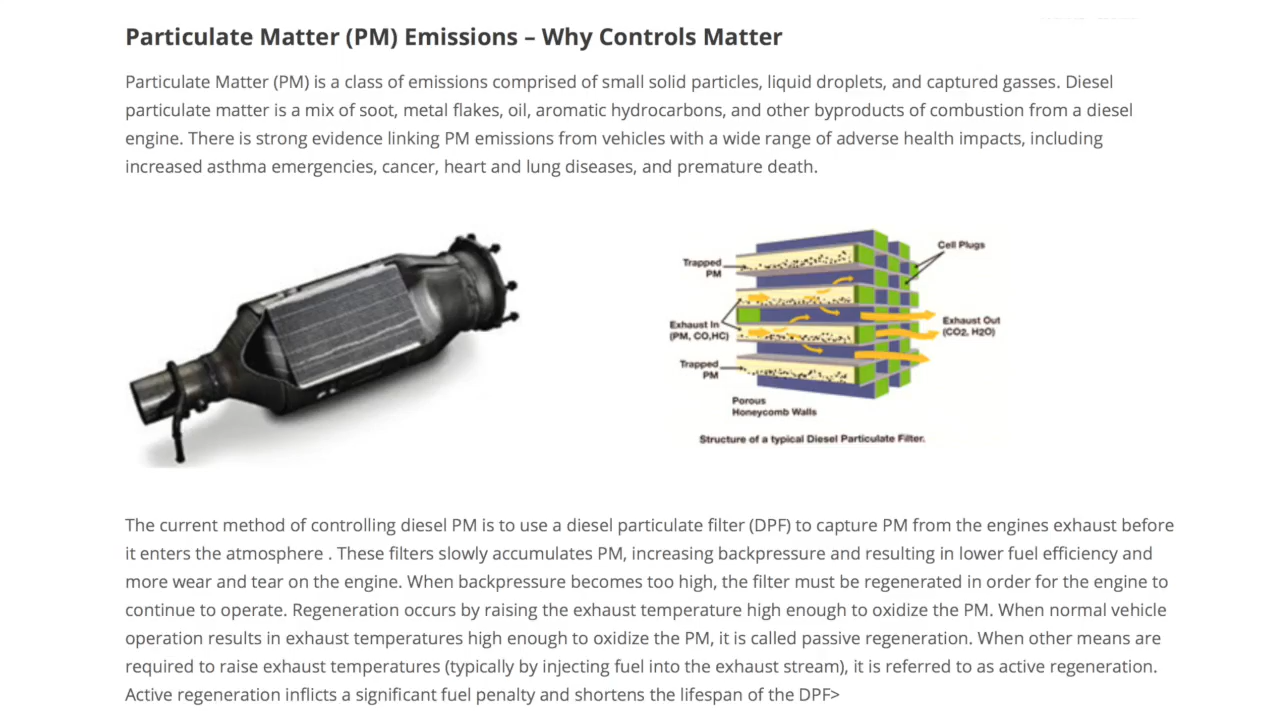 Particulate Matter (PM) Emissions – Why Controls Matter
Particulate Matter (PM) is a class of emissions comprised of small solid particles, liquid droplets, and captured gasses. Diesel
particulate matter is a mix of soot, metal flakes, oil, aromatic hydrocarbons, and other byproducts of combustion from a diesel
engine. There is strong evidence linking PM emissions from vehicles with a wide range of adverse health impacts, including
increased asthma emergencies, cancer, heart and lung diseases, and premature death.
Cell Plugs
Trapped
PM
Exhaust In
(PM, CO,HC)
Exhaust Out
(CO2, H2O)
Trapped
PM
Porous
Honeycomb Walls
Structure of a typical Diesel Particulate Filter.
The current method of controlling diesel PM is to use a diesel particulate filter (DPF) to capture PM from the engines exhaust before
it enters the atmosphere . These filters slowly accumulates PM, increasing backpressure and resulting in lower fuel efficiency and
more wear and tear on the engine. When backpressure becomes too high, the filter must be regenerated in order for the engine to
continue to operate. Regeneration occurs by raising the exhaust temperature high enough to oxidize the PM. When normal vehicle
operation results in exhaust temperatures high enough to oxidize the PM, it is called passive regeneration. When other means are
required to raise exhaust temperatures (typically by injecting fuel into the exhaust stream), it is referred to as active regeneration.
Active regeneration inflicts a significant fuel penalty and shortens the lifespan of the DPF>